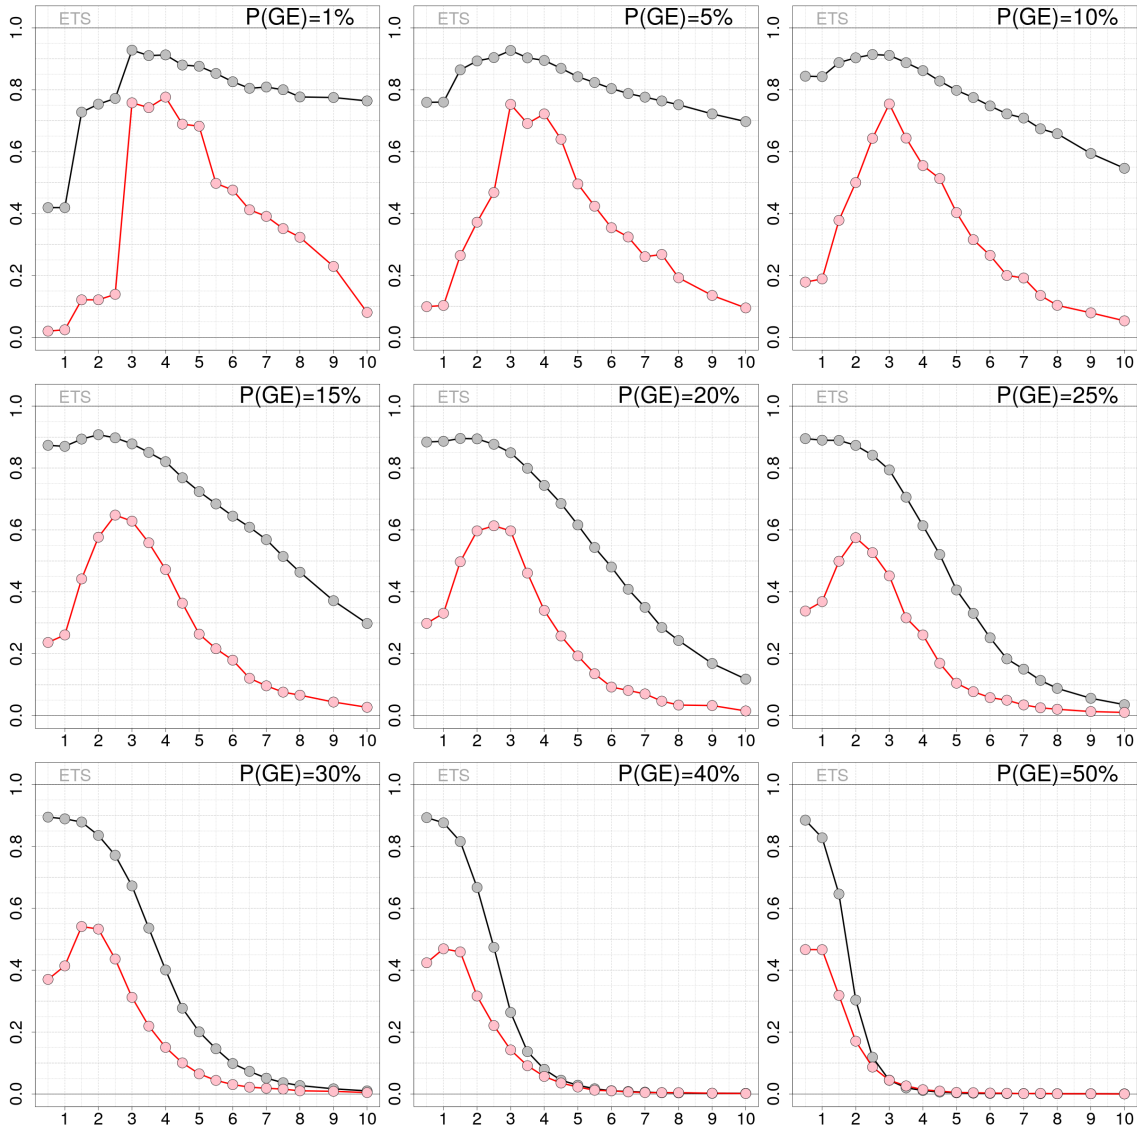 ETS P(GE)=1%
0.0 0.2 0.4 0.6 0.8 1.0
1 2 3 4 5 6 7 8 9 10
ETS P(GE)=5%
0.0 0.2 0.4 0.6 0.8 1.0
1 2 3 4 5 6 7 8 9 10
ETS P(GE)=10%
0.0 0.2 0.4 0.6 0.8 1.0
1 2 3 4 5 6 7 8 9 10
ETS P(GE)=15%
0.0 0.2 0.4 0.6 0.8 1.0
1 2 3 4 5 6 7 8 9 10
ETS P(GE)=20%
0.0 0.2 0.4 0.6 0.8 1.0
1 2 3 4 5 6 7 8 9 10
ETS P(GE)=25%
0.0 0.2 0.4 0.6 0.8 1.0
1 2 3 4 5 6 7 8 9 10
ETS P(GE)=30%
0.0 0.2 0.4 0.6 0.8 1.0
1 2 3 4 5 6 7 8 9 10
ETS P(GE)=40%
0.0 0.2 0.4 0.6 0.8 1.0
1 2 3 4 5 6 7 8 9 10
ETS P(GE)=50%
0.0 0.2 0.4 0.6 0.8 1.0
1 2 3 4 5 6 7 8 9 10